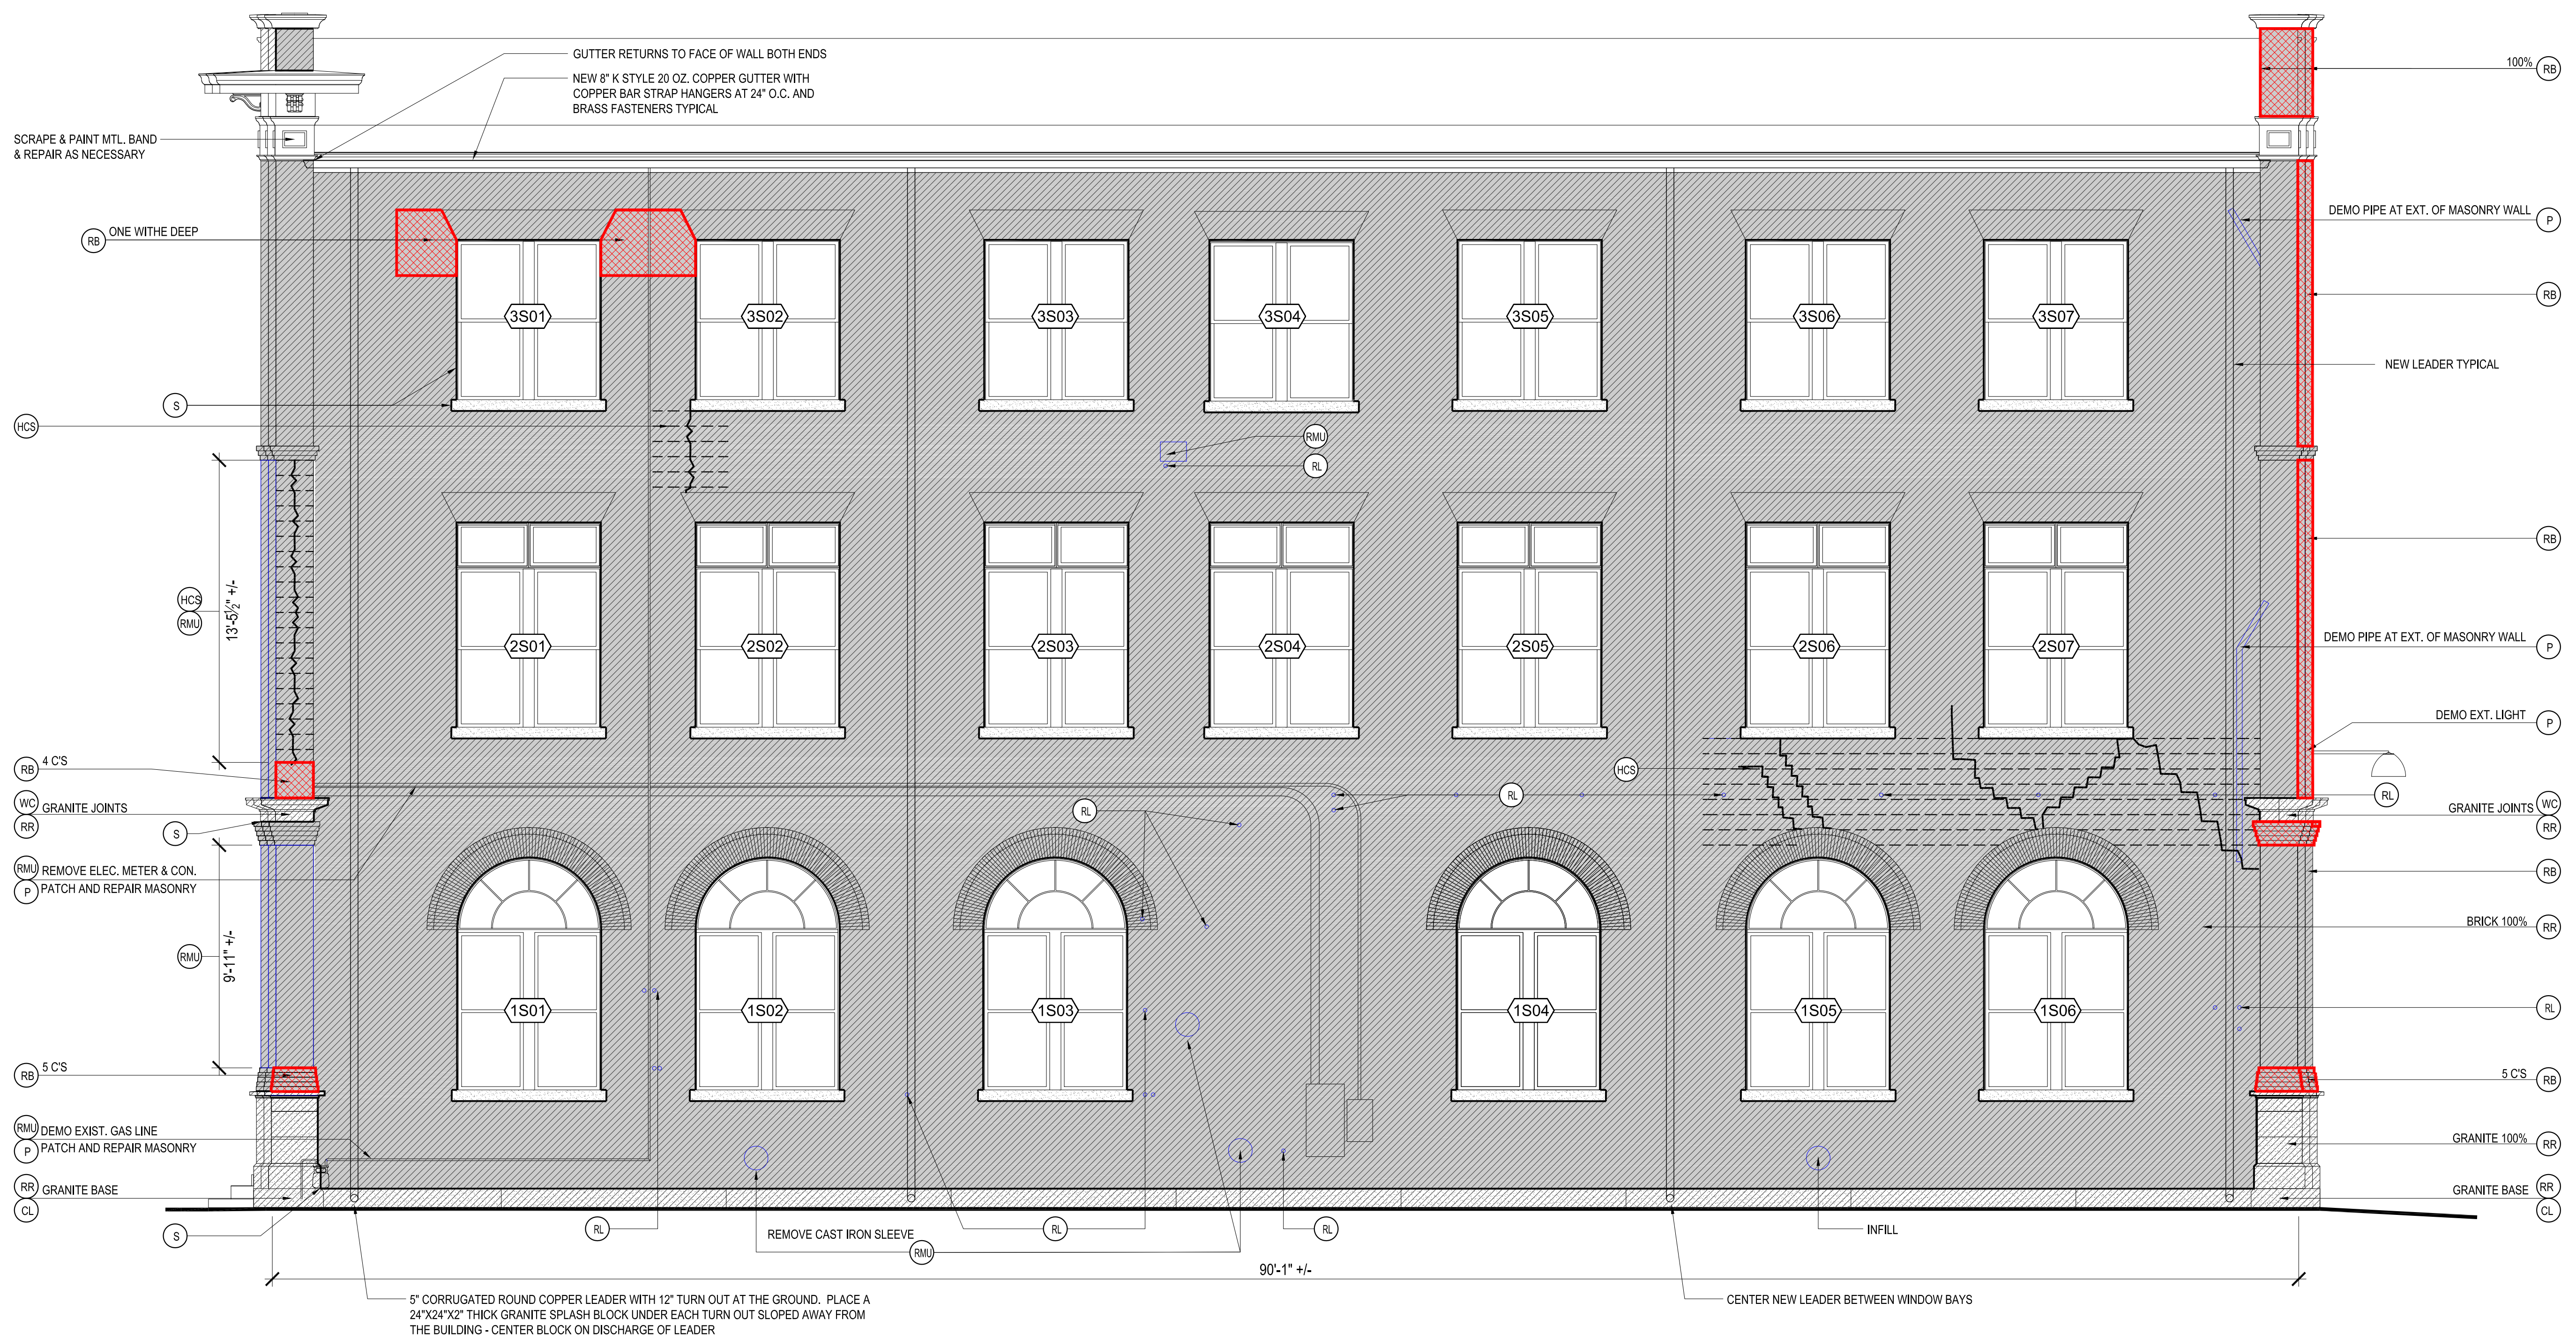 GUTTER RETURNS TO FACE OF WALL BOTH ENDS
NEW 8" K STYLE 20 OZ. COPPER GUTTER WITH
COPPER BAR STRAP HANGERS AT 24" O.C. AND
BRASS FASTENERS TYPICAL
100% RB
SCRAPE & PAINT MTL. BAND
& REPAIR AS NECESSARY
DEMO PIPE AT EXT. OF MASONRY WALL P
RB ONE WITHE DEEP
RB
3S01 3S02 3S03 3S04 3S05 3S06 3S07
NEW LEADER TYPICAL
S
HCS
RMU
RL
RB
HCS
RMU
13'-5½" +/-
2S01 2S02 2S03 2S04 2S05 2S06 2S07
DEMO PIPE AT EXT. OF MASONRY WALL P
DEMO EXT. LIGHT P
RB 4 C'S
HCS
RL
RL
WC
GRANITE JOINTS
RR
RL
GRANITE JOINTS
WC
RR
S
RMU REMOVE ELEC. METER & CON.
P PATCH AND REPAIR MASONRY
RB
BRICK 100% RR
RMU
9'-11" +/-
1S01 1S02 1S03 1S04 1S05 1S06
RL
RB 5 C'S
5 C'S RB
RMU DEMO EXIST. GAS LINE
P PATCH AND REPAIR MASONRY
GRANITE 100% RR
RR GRANITE BASE
CL
GRANITE BASE RR
CL
S
RL
REMOVE CAST IRON SLEEVE
RMU
RL
RL
INFILL
90'-1" +/-
5" CORRUGATED ROUND COPPER LEADER WITH 12" TURN OUT AT THE GROUND. PLACE A
24"X24"X2" THICK GRANITE SPLASH BLOCK UNDER EACH TURN OUT SLOPED AWAY FROM
THE BUILDING - CENTER BLOCK ON DISCHARGE OF LEADER
CENTER NEW LEADER BETWEEN WINDOW BAYS